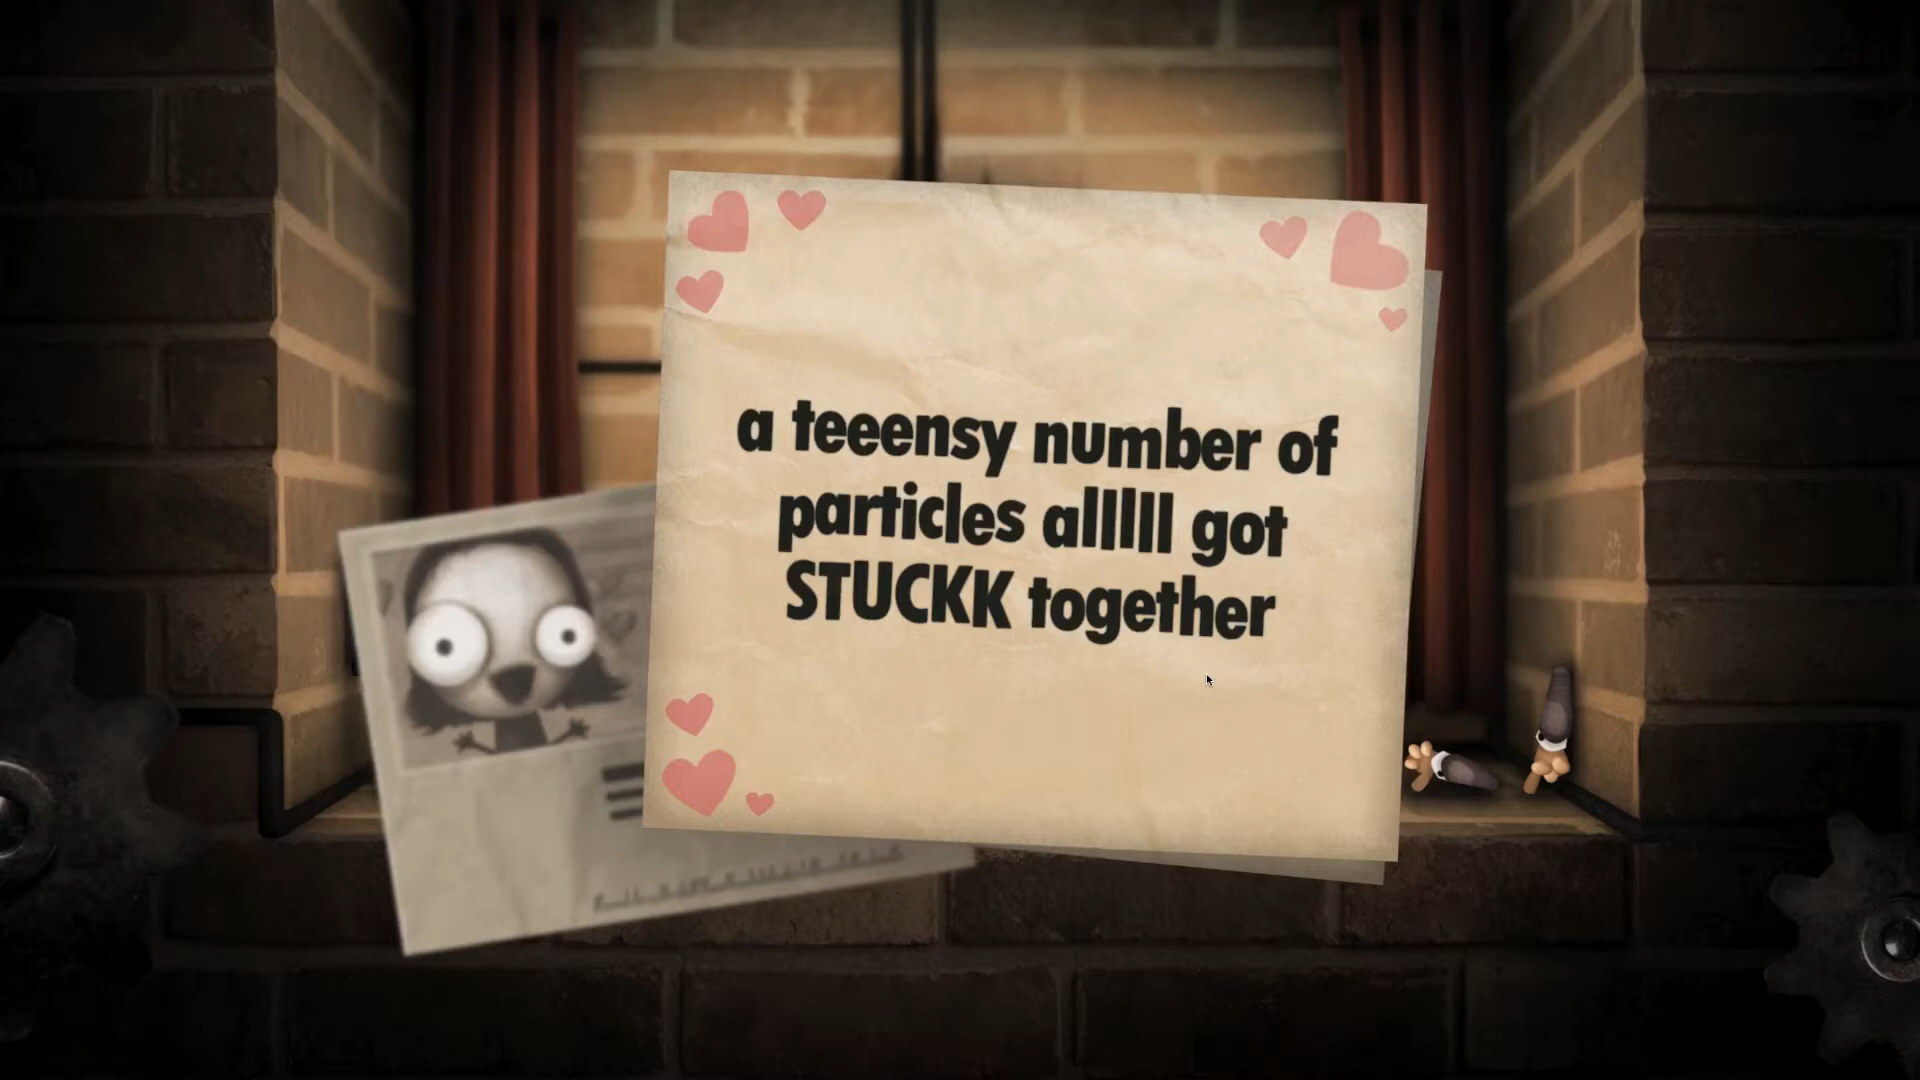 a teeensy number of
particles alllll got
STUCKK together